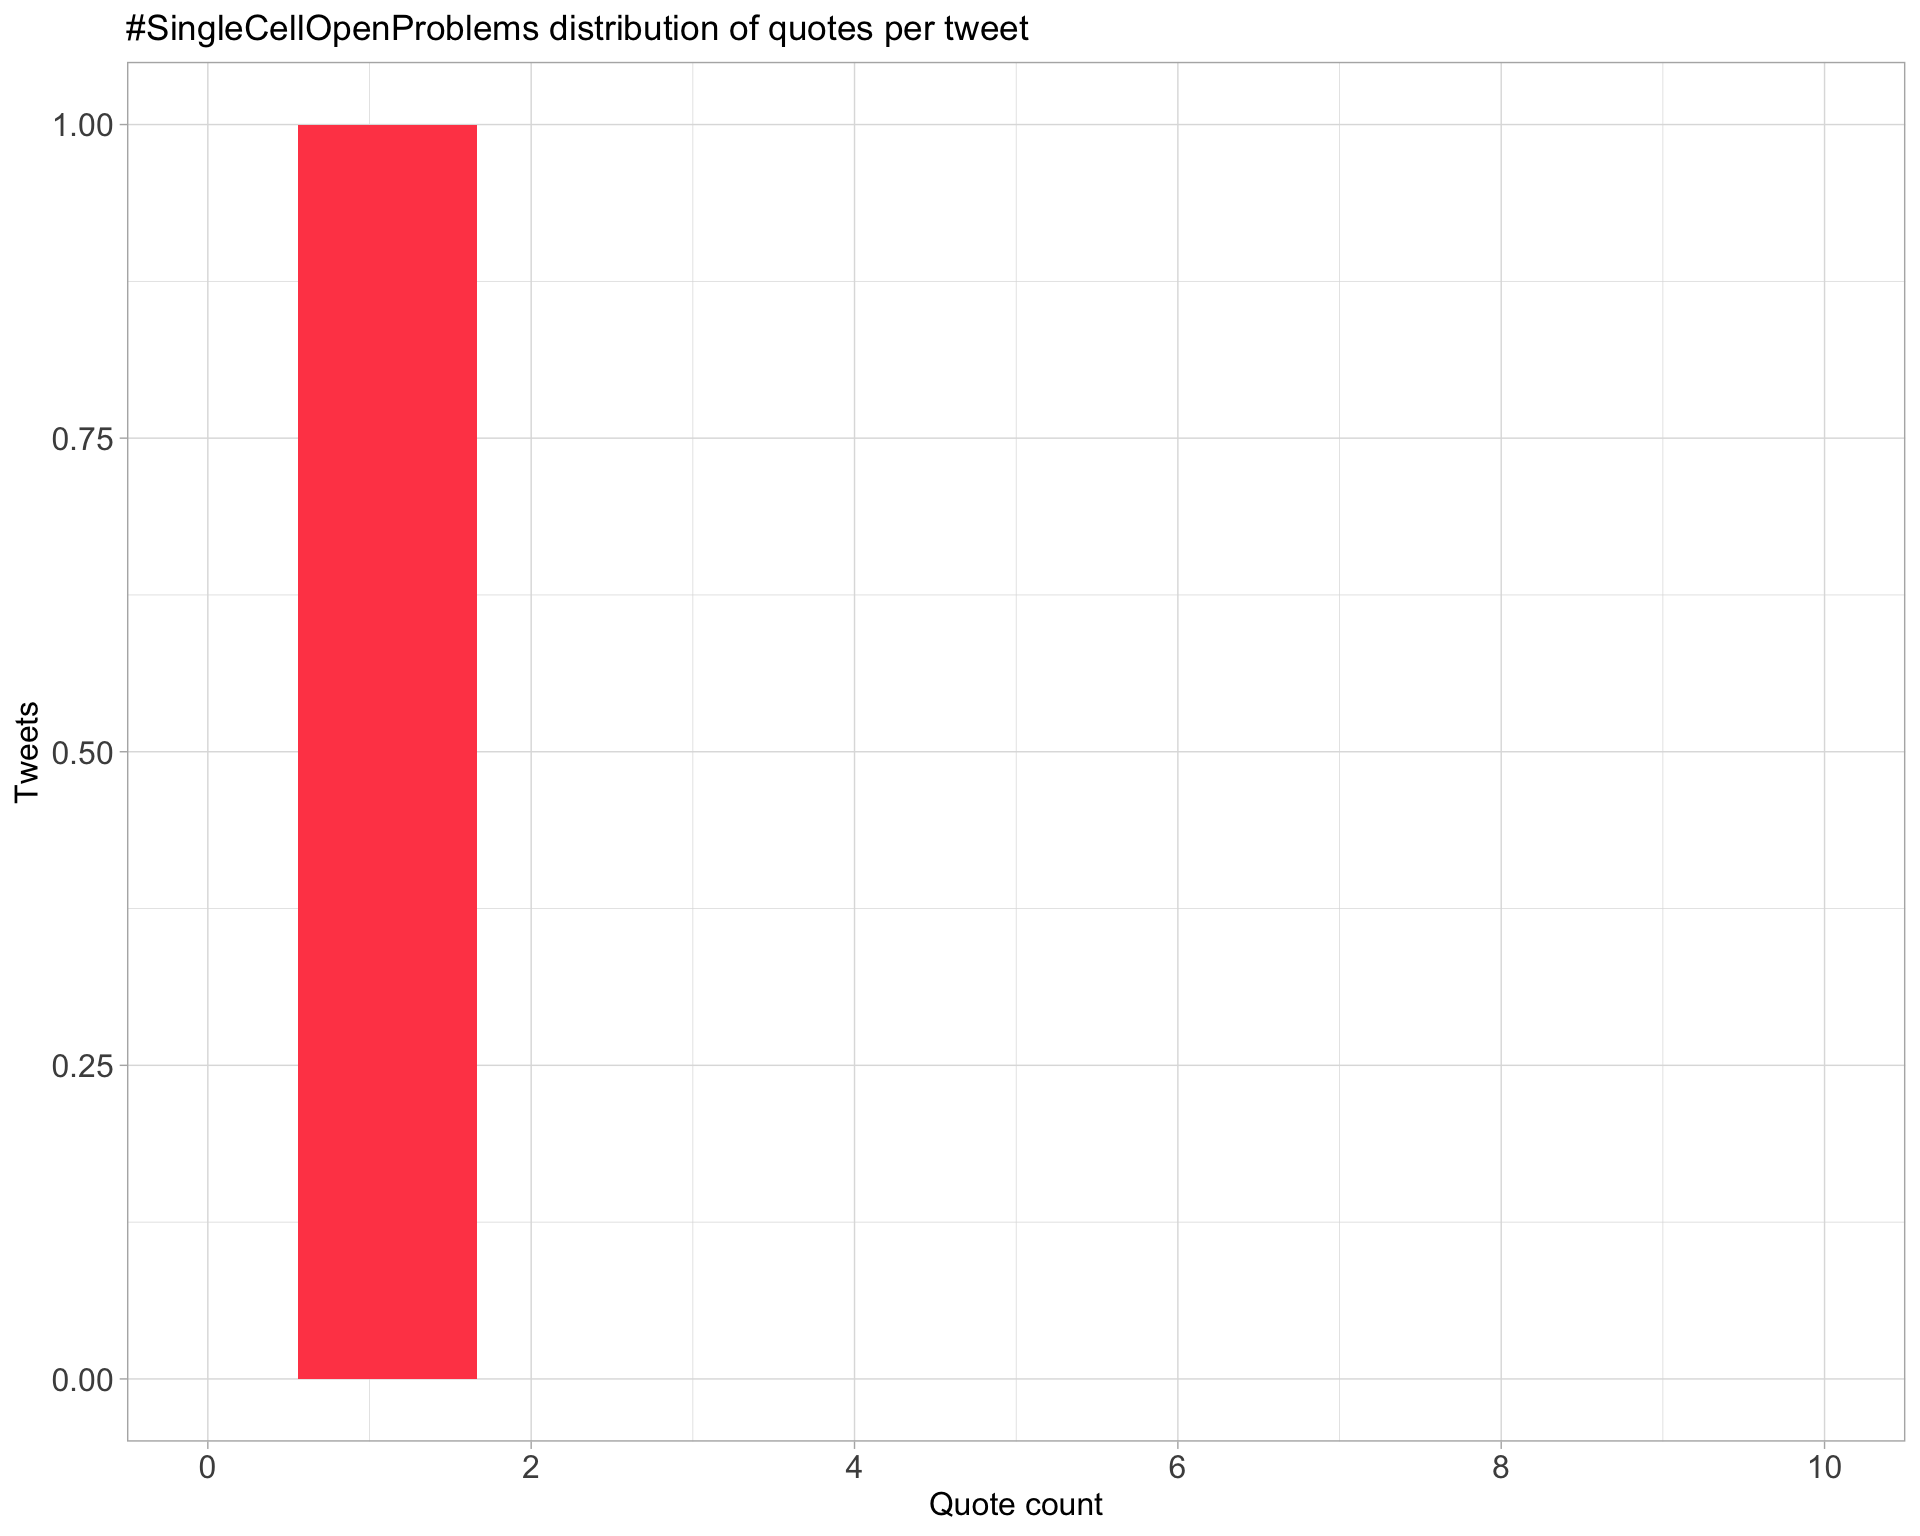 #SingleCellOpenProblems distribution of quotes per tweet
1.00
0.75
0.50
0.25
0.00
Tweets
0 2 4 6 8 10
Quote count